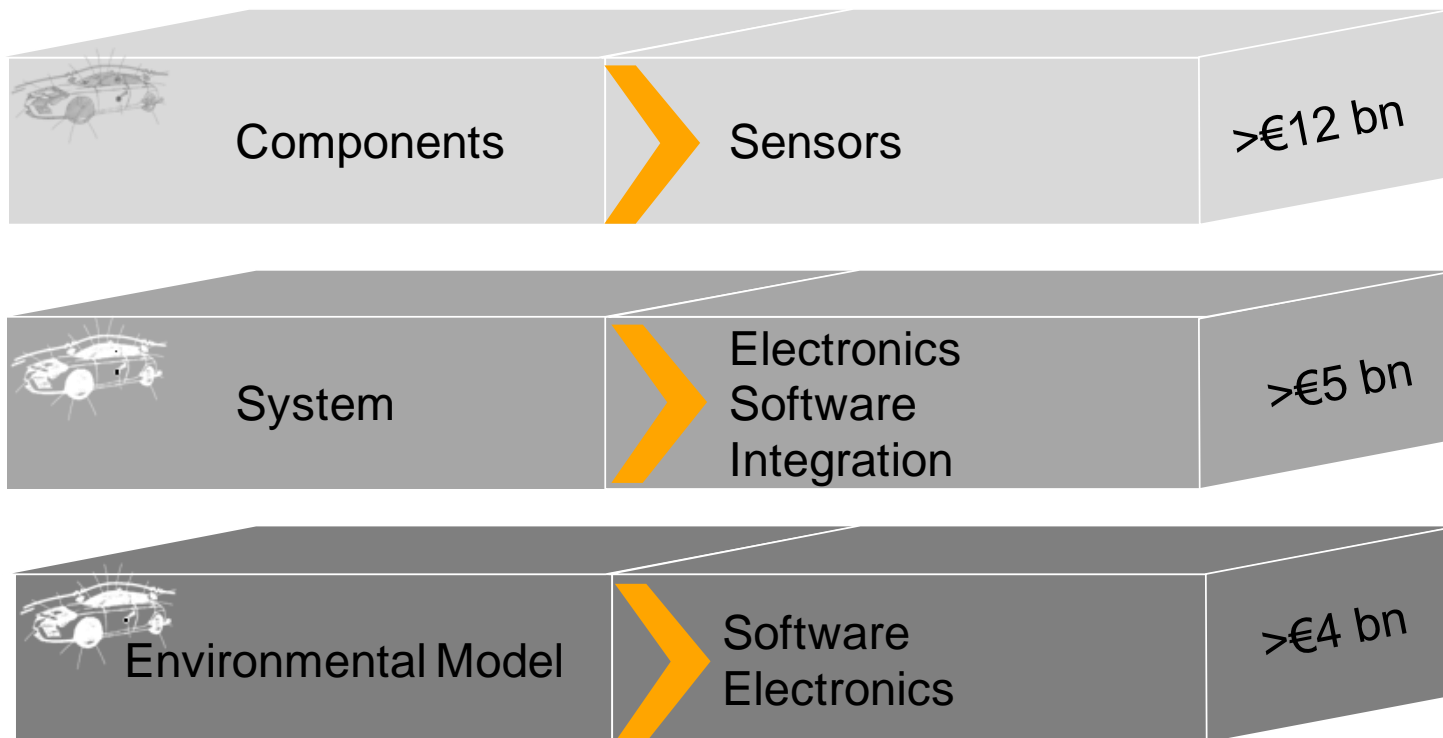 Components
Sensors
>€12 bn
System
Electronics
Software
Integration
>€5 bn
Environmental Model
Software
Electronics
>€4 bn